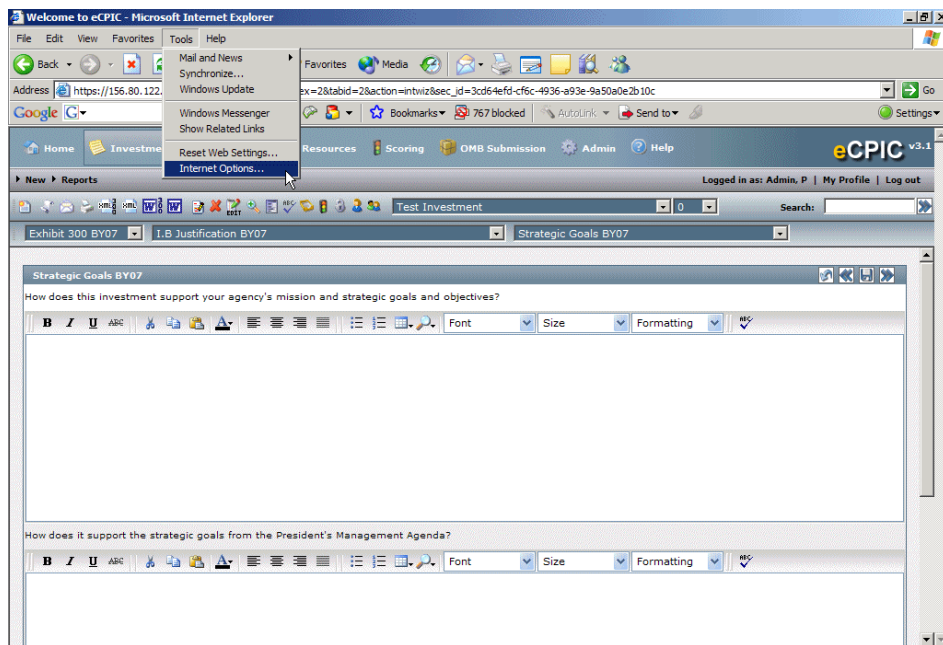 Welcome to eCPIC - Microsoft Internet Explorer
File Edit View Favorites Tools Help
Back Favorites Media
Mail and News
Synchronize...
Windows Update
Windows Messenger
Show Related Links
Reset Web Settings...
Internet Options...
Address https://156.80.122. ex=2&tabid=2&action=intwiz&sec_id=3cd64efd-cf6c-4936-a93e-9a50a0e2b10c Go
Google G Bookmarks 767 blocked AutoLink Send to Settings
Home Investme Resources Scoring OMB Submission Admin Help eCPIC v3.1
New Reports Logged in as: Admin, P | My Profile | Log out
Test Investment 0 Search:
Exhibit 300 BY07 I.B Justification BY07 Strategic Goals BY07
Strategic Goals BY07
How does this investment support your agency's mission and strategic goals and objectives?
B I U ABC A Font Size Formatting ABC
How does it support the strategic goals from the President's Management Agenda?
B I U ABC A Font Size Formatting ABC